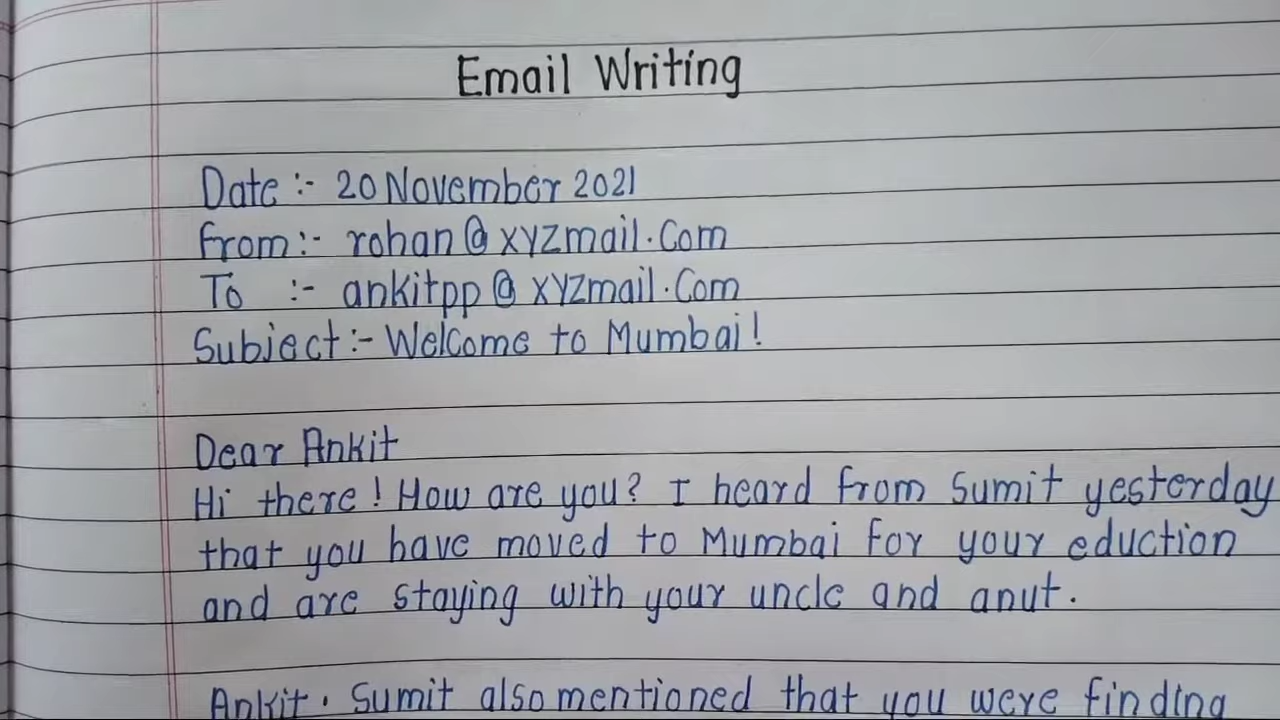 Email Writing
Date :- 20 November 2021
From :- rohan@xyzmail.Com
To :- ankitpp@xyzmail.Com
Subject :- Welcome to Mumbai!
Dear Ankit
Hi there! How are you? I heard from Sumit yesterday
that you have moved to Mumbai for your eduction
and are staying with your uncle and anut.
Ankit. Sumit also mentioned that you were finding